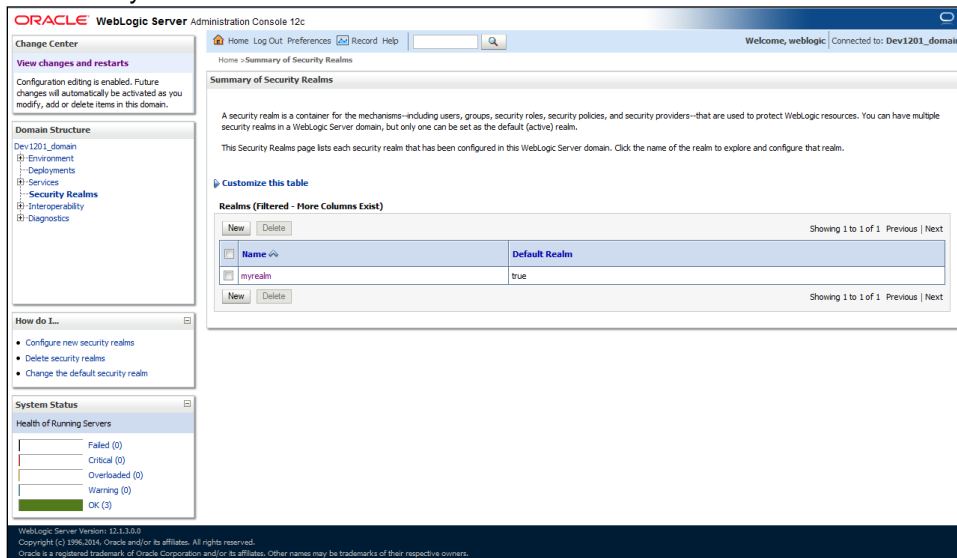 ORACLE WebLogic Server Administration Console 12c
Change Center
View changes and restarts
Configuration editing is enabled. Future
changes will automatically be activated as you
modify, add or delete items in this domain.
Domain Structure
Dev1201_domain
Environment
Deployments
Services
Security Realms
Interoperability
Diagnostics
How do I...
Configure new security realms
Delete security realms
Change the default security realm
System Status
Health of Running Servers
Failed (0)
Critical (0)
Overloaded (0)
Warning (0)
OK (3)
Home Log Out Preferences Record Help
Welcome, weblogic Connected to: Dev1201_domain
Home >Summary of Security Realms
Summary of Security Realms
A security realm is a container for the mechanisms--including users, groups, security roles, security policies, and security providers--that are used to protect WebLogic resources. You can have multiple
security realms in a WebLogic Server domain, but only one can be set as the default (active) realm.
This Security Realms page lists each security realm that has been configured in this WebLogic Server domain. Click the name of the realm to explore and configure that realm.
Customize this table
Realms (Filtered - More Columns Exist)
New Delete Showing 1 to 1 of 1 Previous | Next
Name Default Realm
myrealm true
New Delete Showing 1 to 1 of 1 Previous | Next
WebLogic Server Version: 12.1.3.0.0
Copyright (c) 1996,2014, Oracle and/or its affiliates. All rights reserved.
Oracle is a registered trademark of Oracle Corporation and/or its affiliates. Other names may be trademarks of their respective owners.